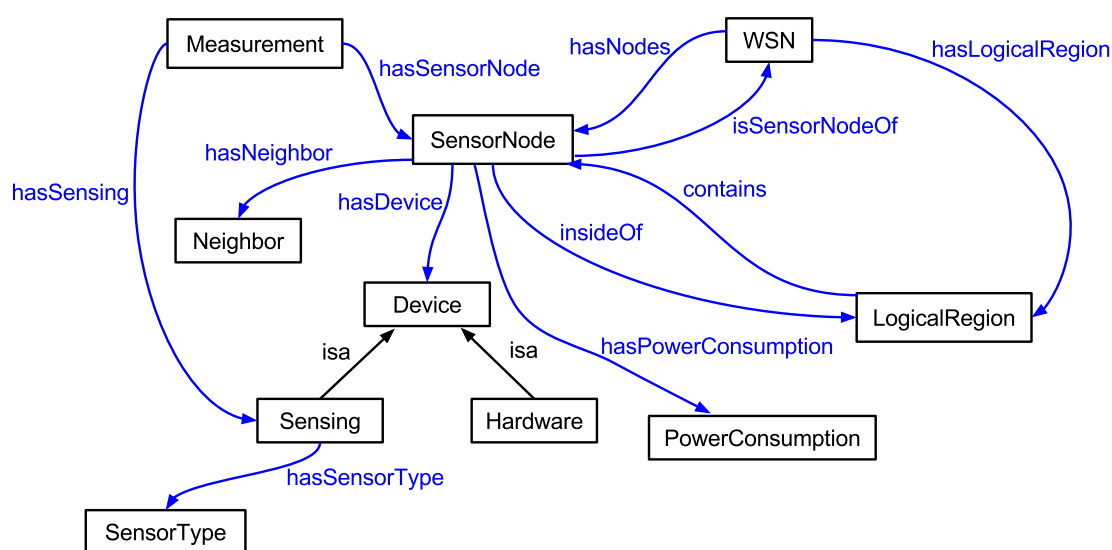 Measurement
WSN
hasNodes
hasLogicalRegion
hasSensorNode
isSensorNodeOf
SensorNode
hasNeighbor
hasSensing
contains
hasDevice
insideOf
Neighbor
Device
LogicalRegion
isa
isa
hasPowerConsumption
Sensing
Hardware
PowerConsumption
hasSensorType
SensorType